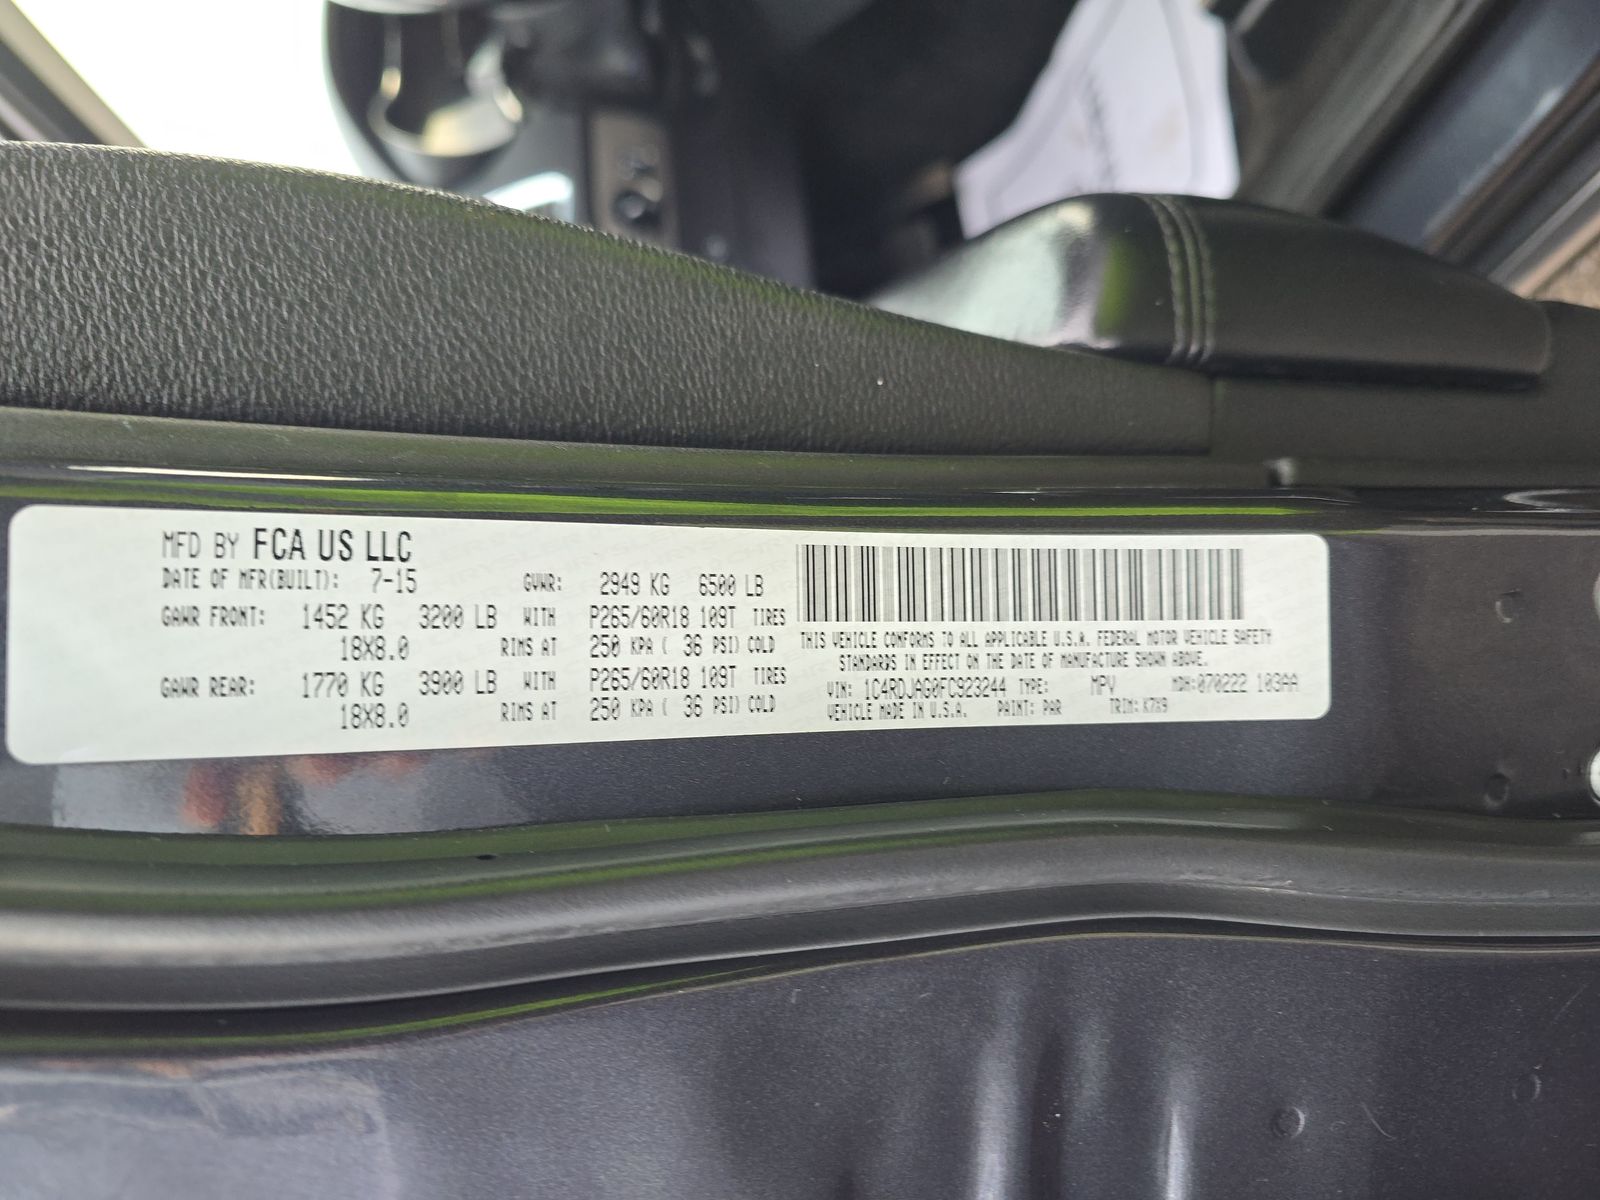 MFD BY FCA US LLC
DATE OF MFR(BUILT): 7-15 GVWR: 2949 KG 6500 LB
GAWR FRONT: 1452 KG 3200 LB WITH P265/60R18 109T TIRES
18X8.0 RIMS AT 250 KPA ( 36 PSI) COLD
GAWR REAR: 1770 KG 3900 LB WITH P265/60R18 109T TIRES
18X8.0 RIMS AT 250 KPA ( 36 PSI) COLD
THIS VEHICLE CONFORMS TO ALL APPLICABLE U.S.A. FEDERAL MOTOR VEHICLE SAFETY
STANDARDS IN EFFECT ON THE DATE OF MANUFACTURE SHOWN ABOVE.
VIN: 1C4RDJAG0FC923244 TYPE: MPV MDH:070222 103AA
VEHICLE MADE IN U.S.A. PAINT: PAR TRIM: K7X9